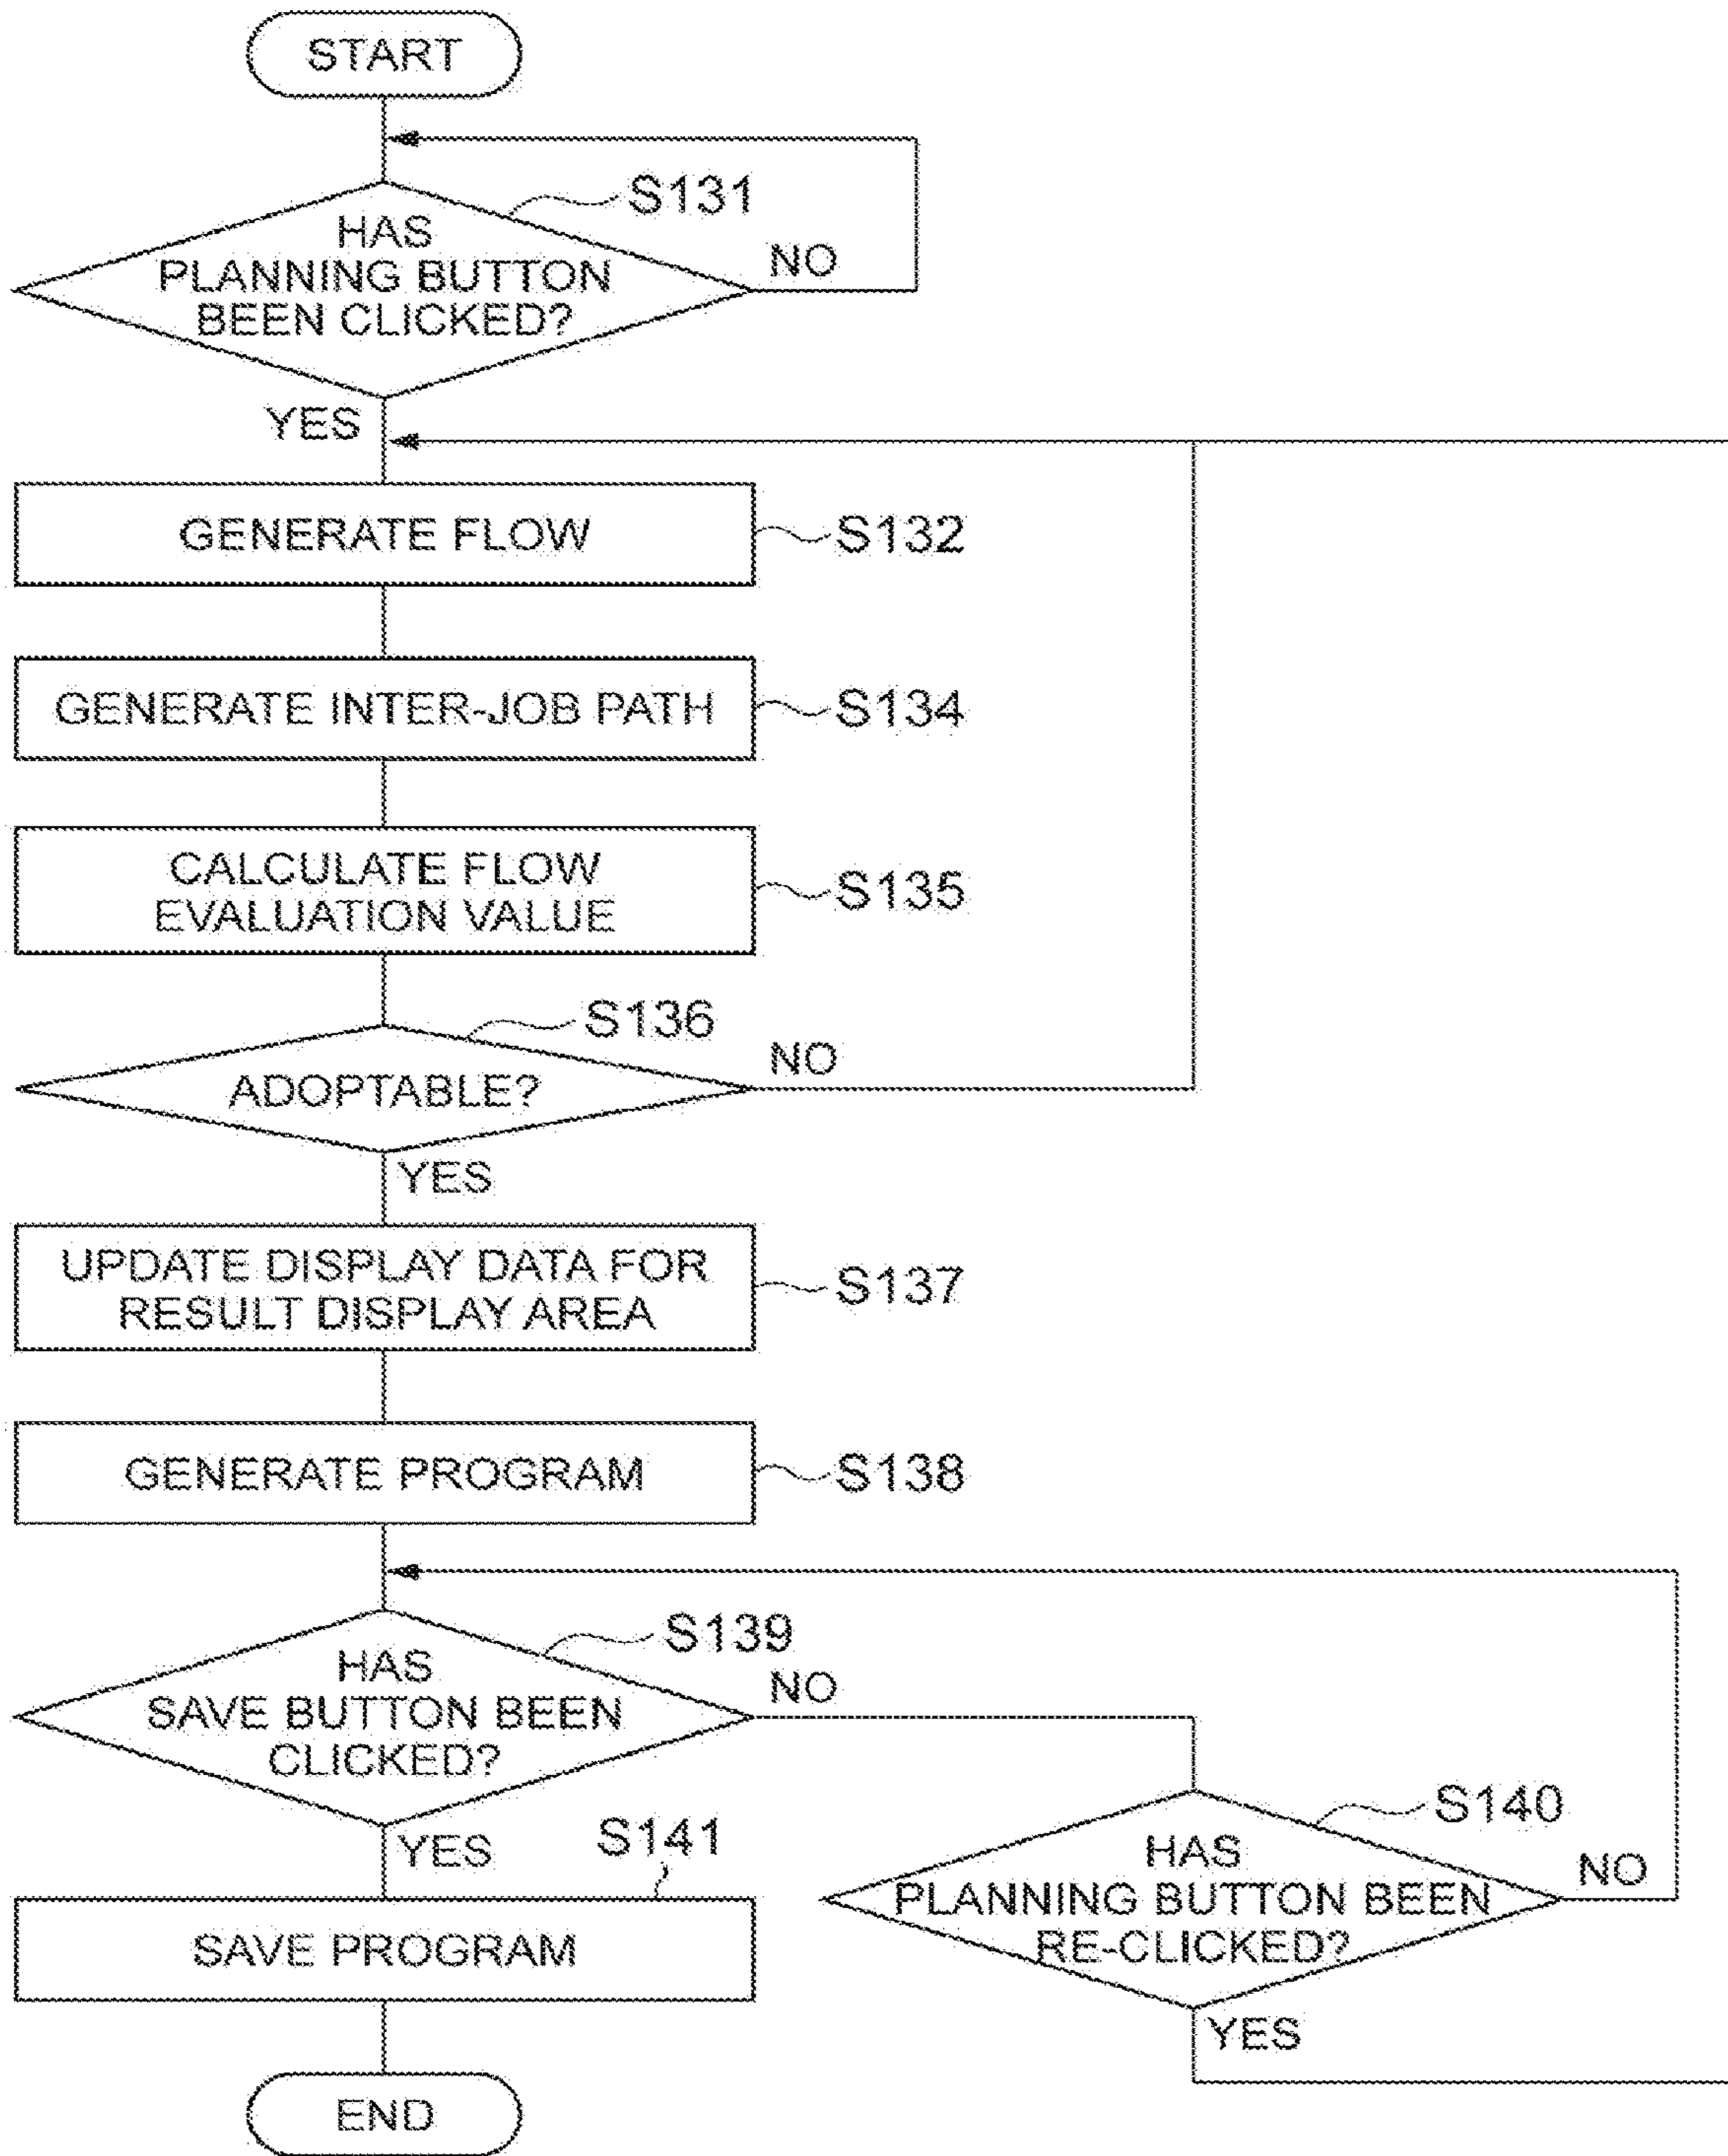 START
S131
HAS
PLANNING BUTTON
BEEN CLICKED?
NO
YES
GENERATE FLOW
S132
GENERATE INTER-JOB PATH
S134
CALCULATE FLOW
EVALUATION VALUE
S135
S136
ADOPTABLE?
NO
YES
UPDATE DISPLAY DATA FOR
RESULT DISPLAY AREA
S137
GENERATE PROGRAM
S138
S139
HAS
SAVE BUTTON BEEN
CLICKED?
NO
YES
S140
HAS
PLANNING BUTTON BEEN
RE-CLICKED?
NO
YES
S141
SAVE PROGRAM
END